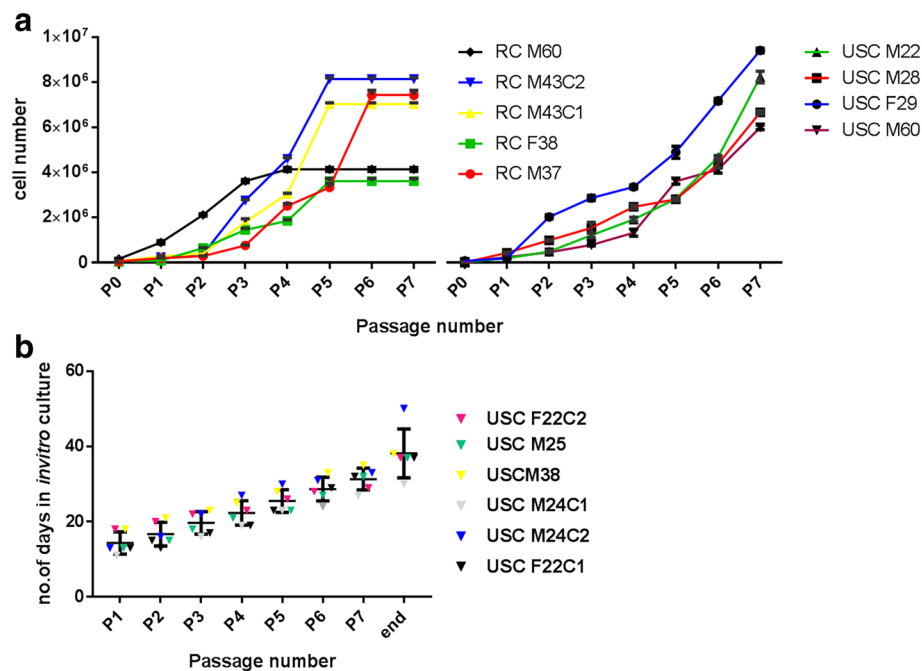 a
1×10⁷
8×10⁶
6×10⁶
4×10⁶
2×10⁶
0
cell number
P0 P1 P2 P3 P4 P5 P6 P7
P0 P1 P2 P3 P4 P5 P6 P7
Passage number
RC M60
RC M43C2
RC M43C1
RC F38
RC M37
USC M22
USC M28
USC F29
USC M60
b
60
40
20
0
no.of days in invitro culture
P1 P2 P3 P4 P5 P6 P7 end
Passage number
USC F22C2
USC M25
USCM38
USC M24C1
USC M24C2
USC F22C1